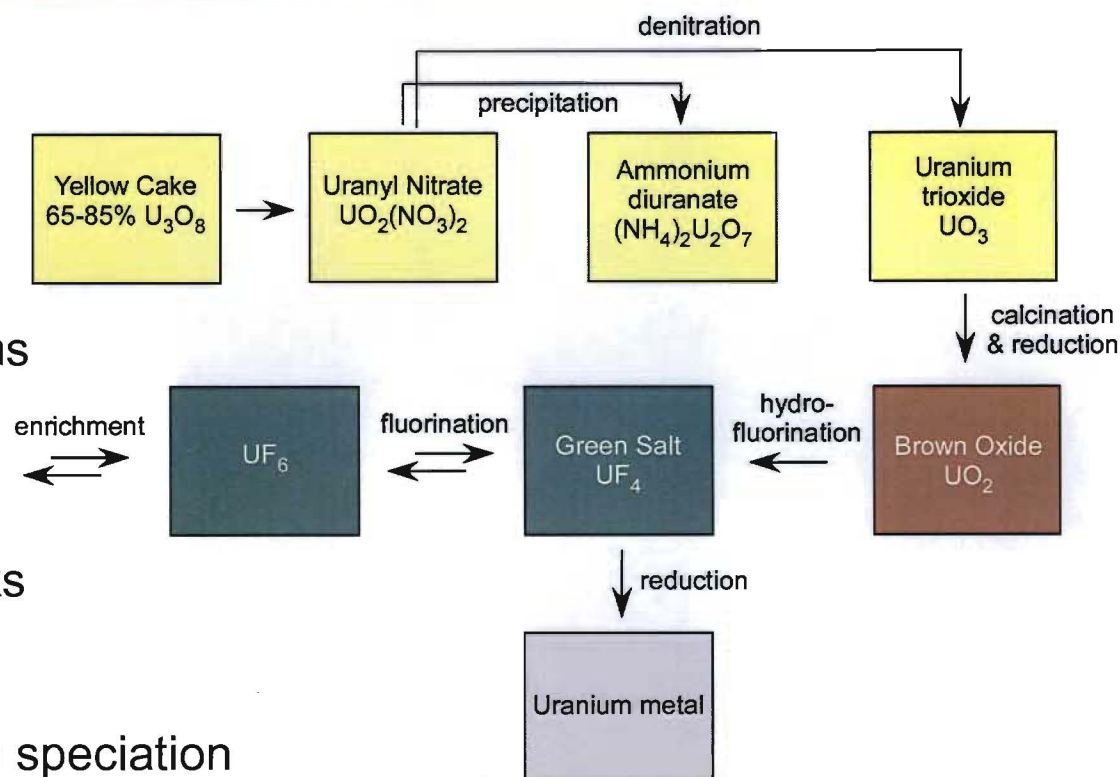 denitration
precipitation
Yellow Cake
65-85% U₃O₈
Uranyl Nitrate
UO₂(NO₃)₂
Ammonium
diuranate
(NH₄)₂U₂O₇
Uranium
trioxide
UO₃
calcination
& reduction
enrichment
UF₆
fluorination
Green Salt
UF₄
hydro-
fluorination
Brown Oxide
UO₂
reduction
Uranium metal
speciation